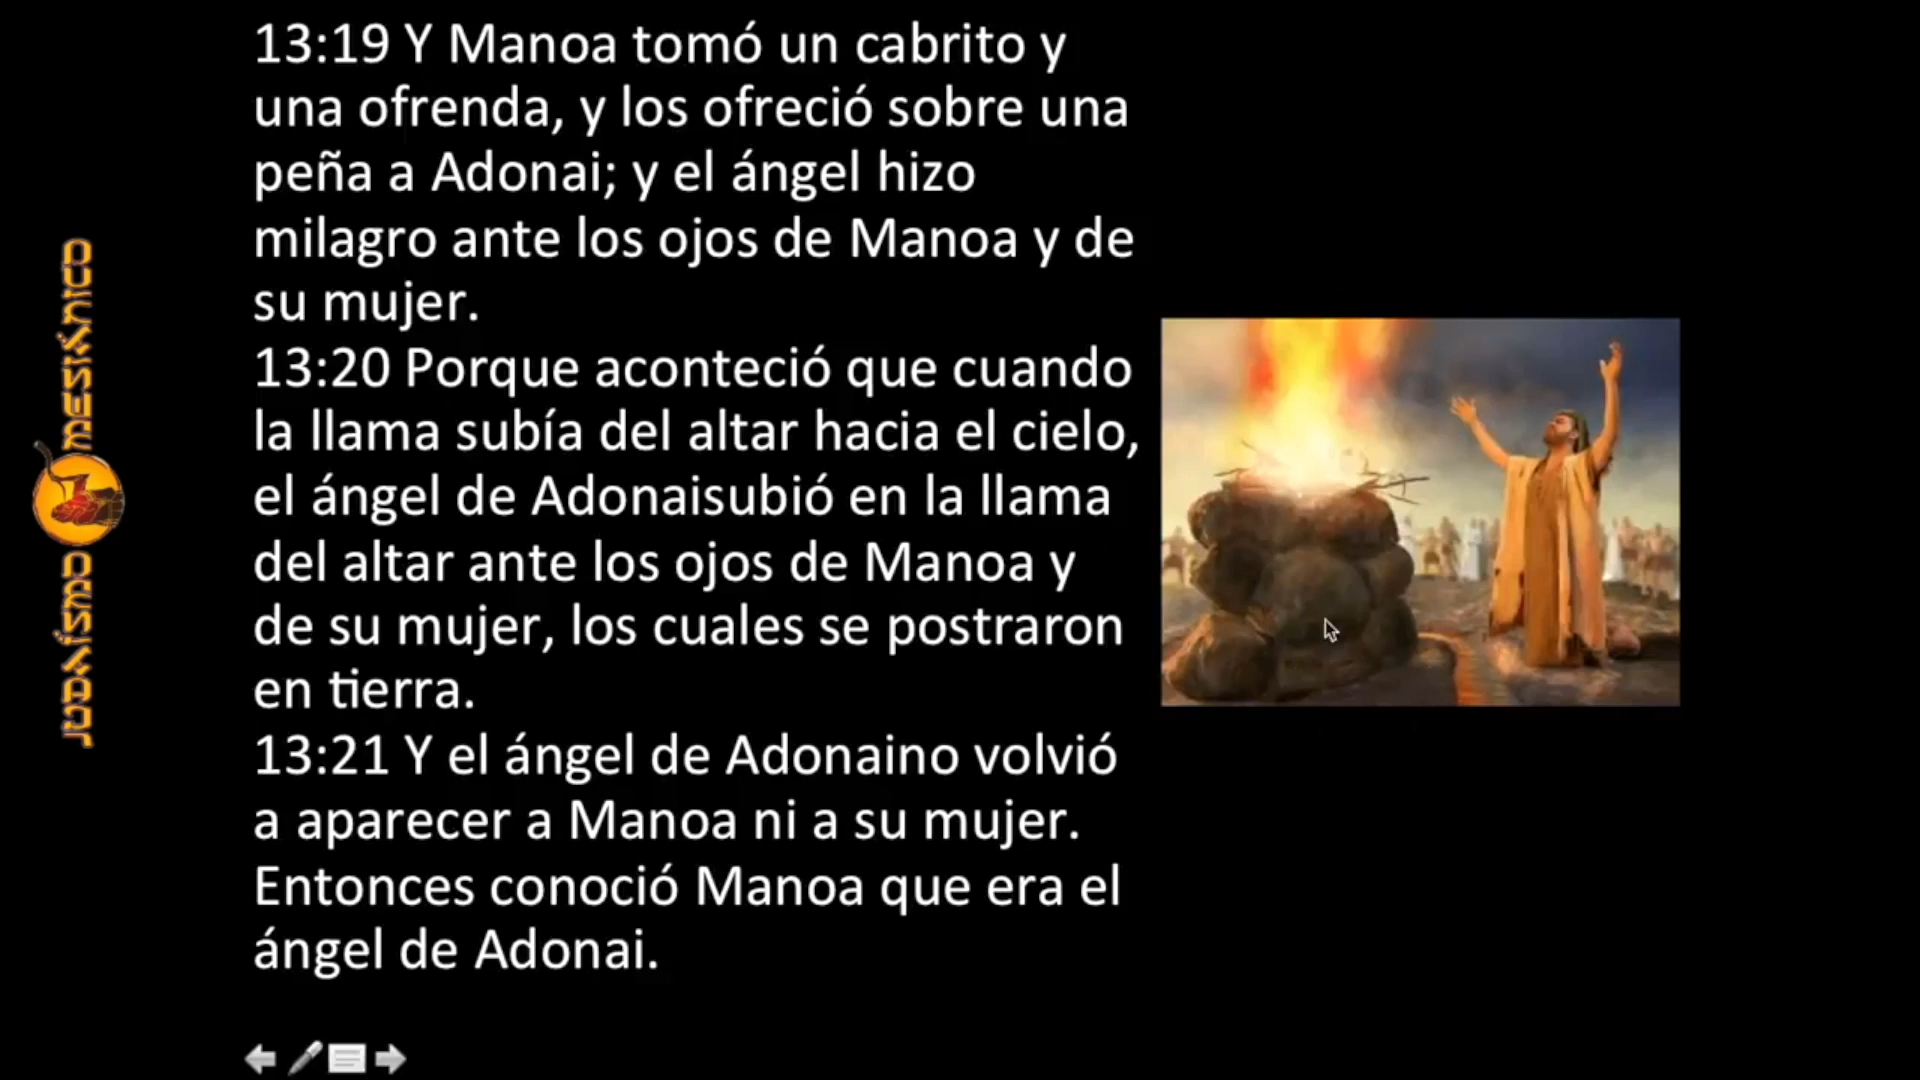 13:19 Y Manoa tomó un cabrito y
una ofrenda, y los ofreció sobre una
peña a Adonai; y el ángel hizo
milagro ante los ojos de Manoa y de
su mujer.
13:20 Porque aconteció que cuando
la llama subía del altar hacia el cielo,
el ángel de Adonaisubió en la llama
del altar ante los ojos de Manoa y
de su mujer, los cuales se postraron
en tierra.
13:21 Y el ángel de Adonaino volvió
a aparecer a Manoa ni a su mujer.
Entonces conoció Manoa que era el
ángel de Adonai.
JUDAÍSMO MESIÁNICO